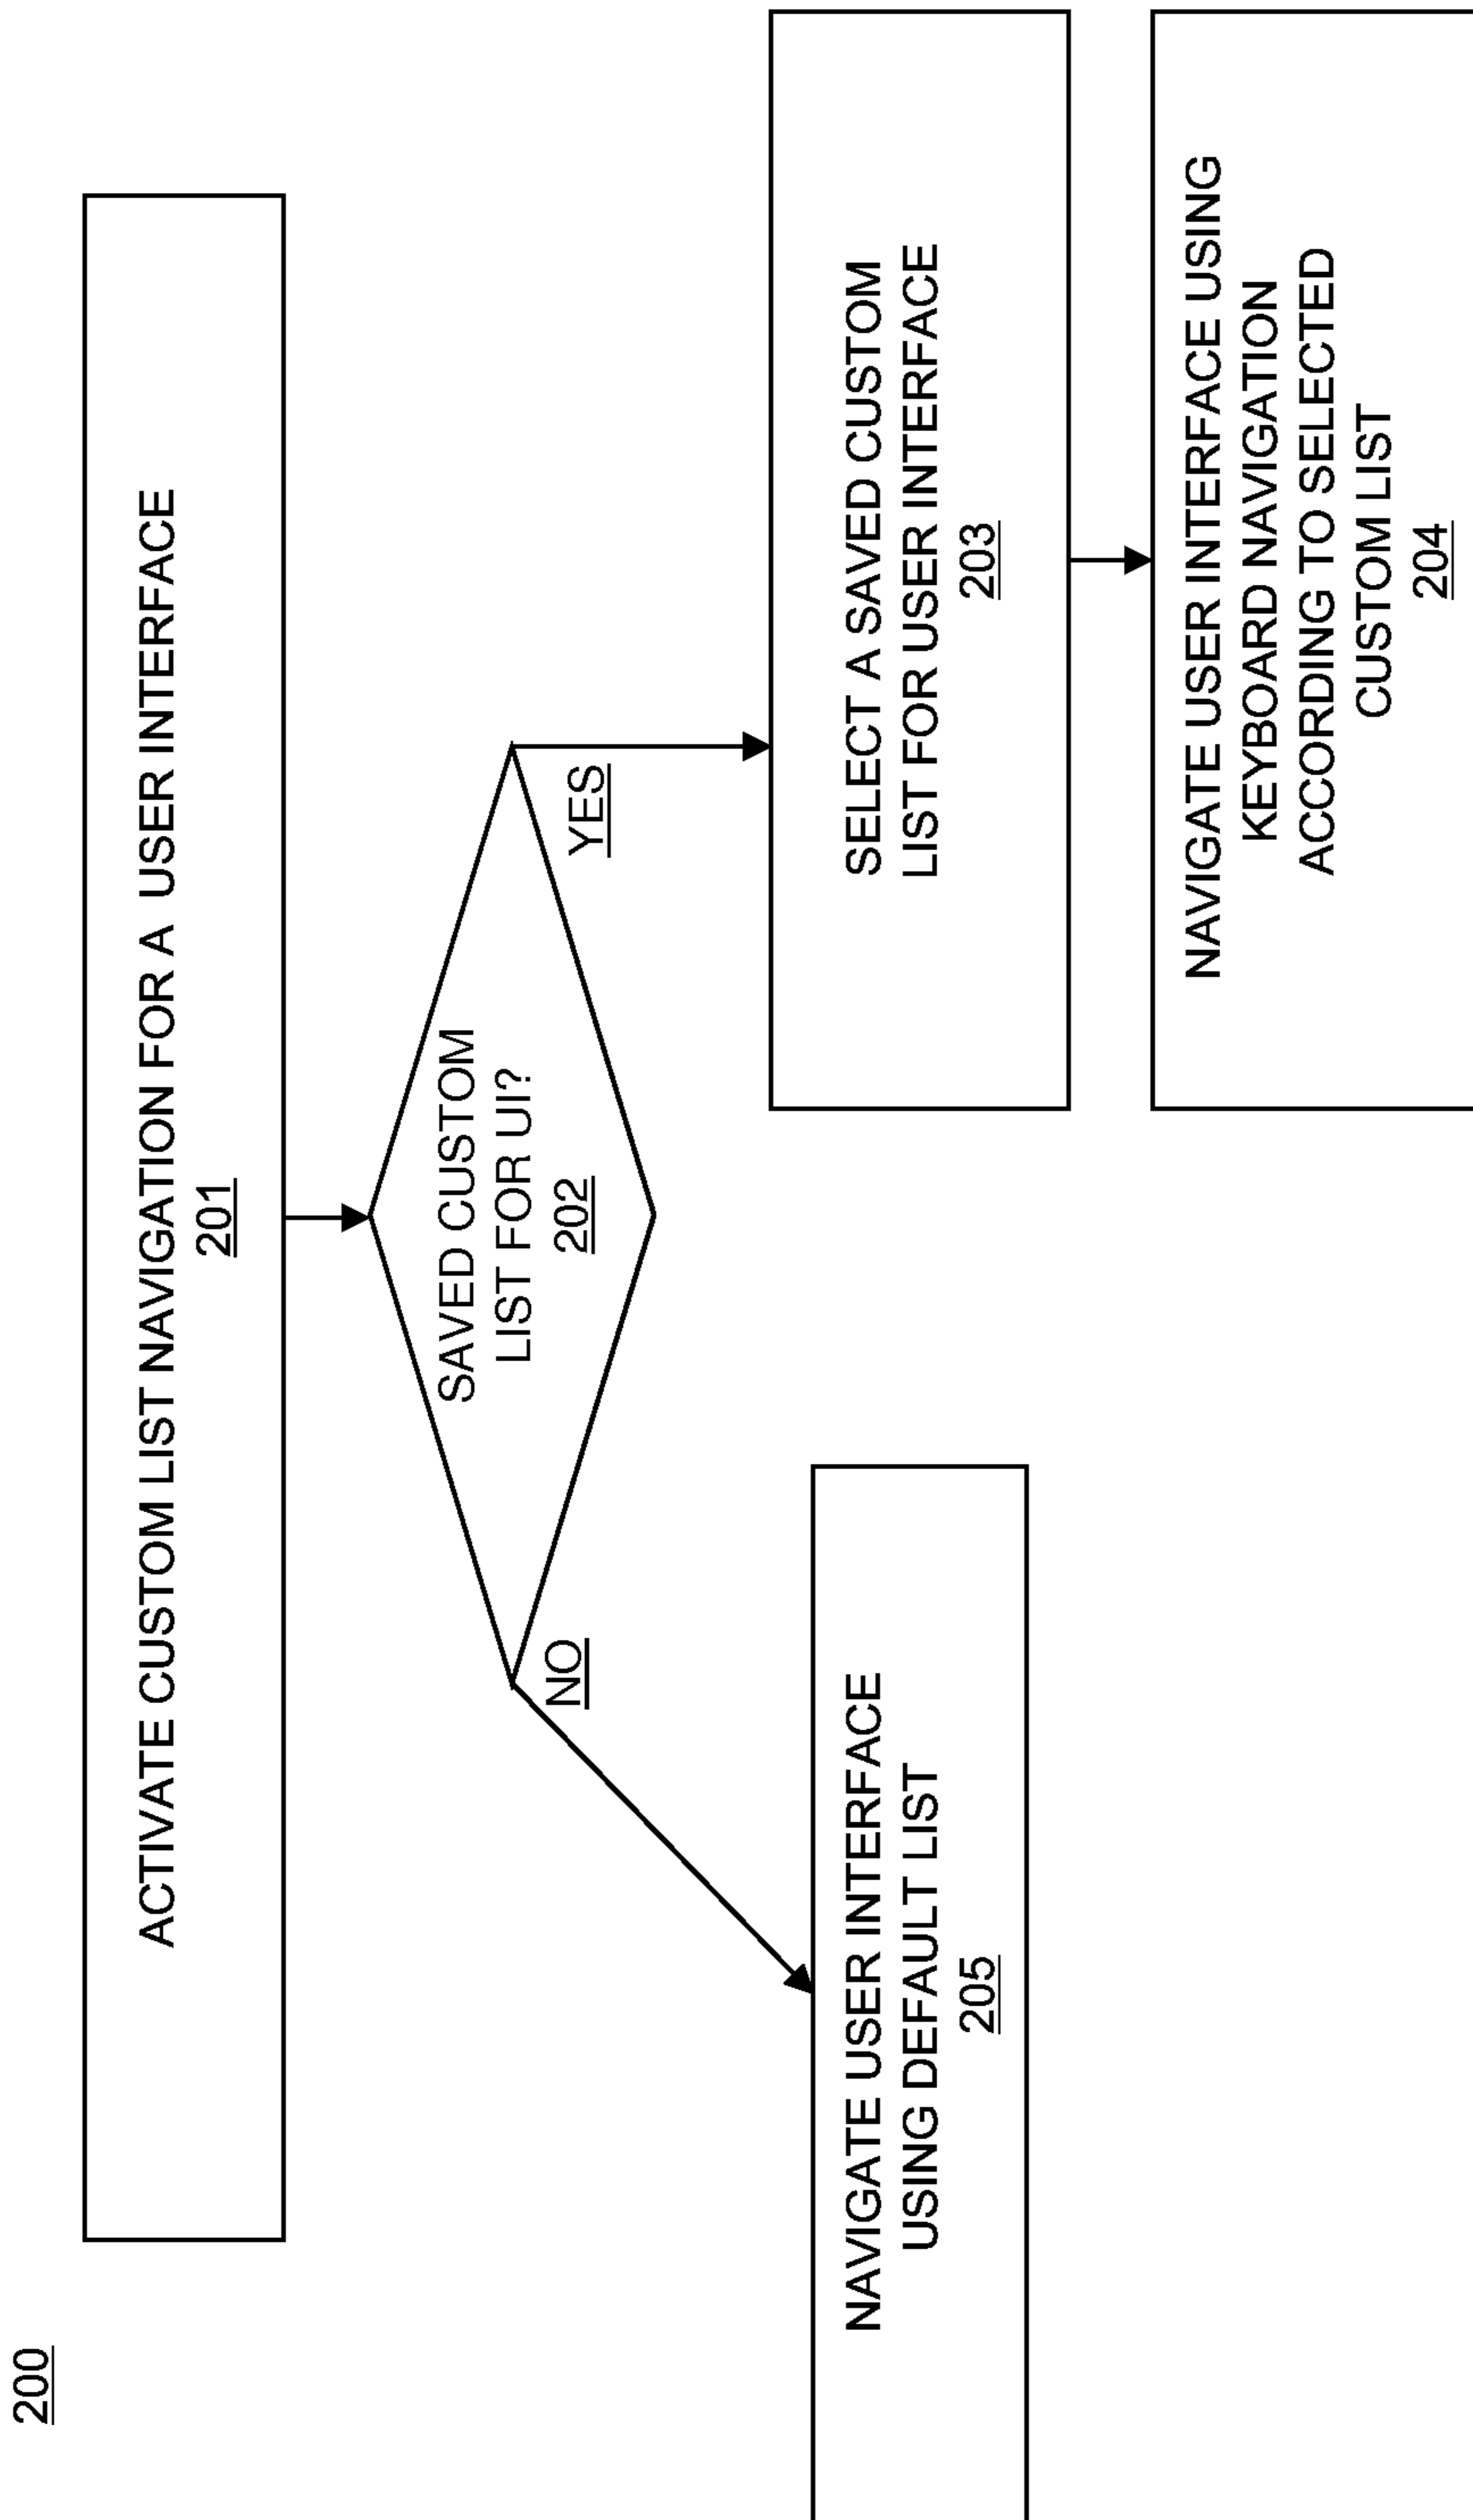 200
ACTIVATE CUSTOM LIST NAVIGATION FOR A USER INTERFACE
201
SAVED CUSTOM
LIST FOR UI?
202
NO
YES
NAVIGATE USER INTERFACE
USING DEFAULT LIST
205
SELECT A SAVED CUSTOM
LIST FOR USER INTERFACE
203
NAVIGATE USER INTERFACE USING
KEYBOARD NAVIGATION
ACCORDING TO SELECTED
CUSTOM LIST
204